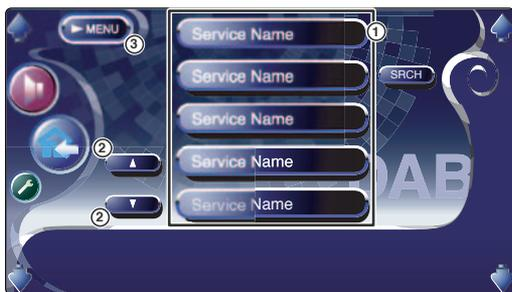 ► MENU
③
Service Name
①
Service Name
SRCH
Service Name
②
▲
Service Name
DAB
②
▼
Service Name